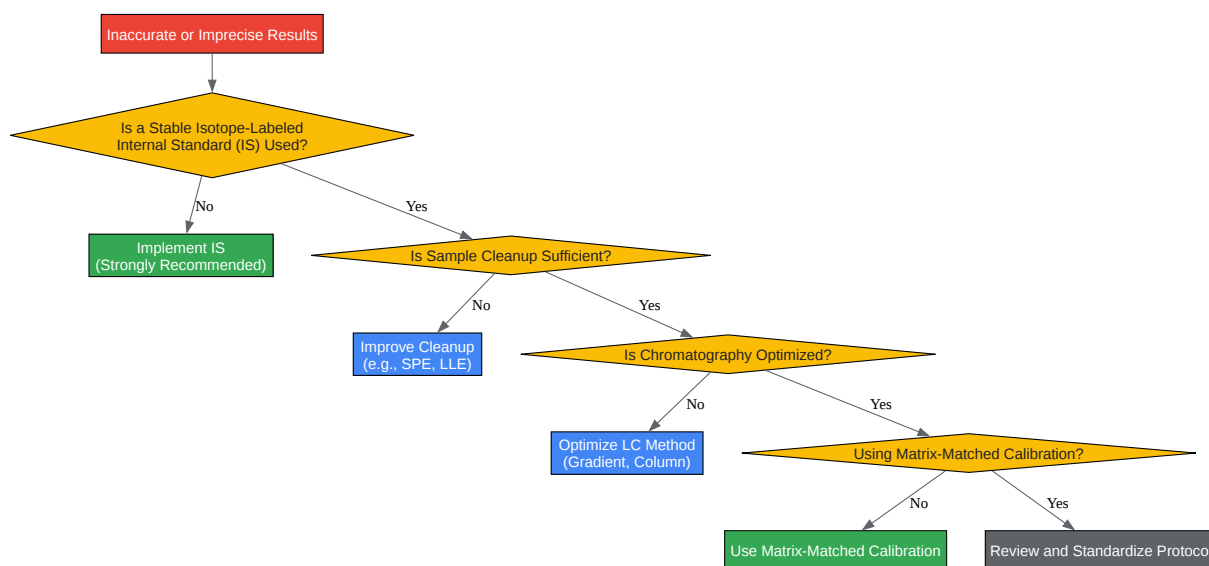 Inaccurate or Imprecise Results
Is a Stable Isotope-Labeled
Internal Standard (IS) Used?
No
Yes
Implement IS
(Strongly Recommended)
Is Sample Cleanup Sufficient?
No
Yes
Improve Cleanup
(e.g., SPE, LLE)
Is Chromatography Optimized?
No
Yes
Optimize LC Method
(Gradient, Column)
Using Matrix-Matched Calibration?
No
Yes
Use Matrix-Matched Calibration
Review and Standardize Protoco